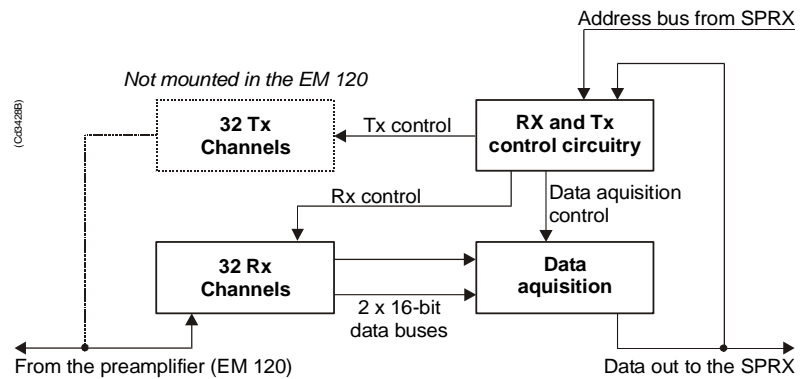 Address bus from SPRX
Not mounted in the EM 120
(Cd3428B)
32 Tx
Channels
Tx control
RX and Tx
control circuitry
Rx control
Data aquisition
control
32 Rx
Channels
Data
aquisition
2 x 16-bit
data buses
From the preamplifier (EM 120)
Data out to the SPRX